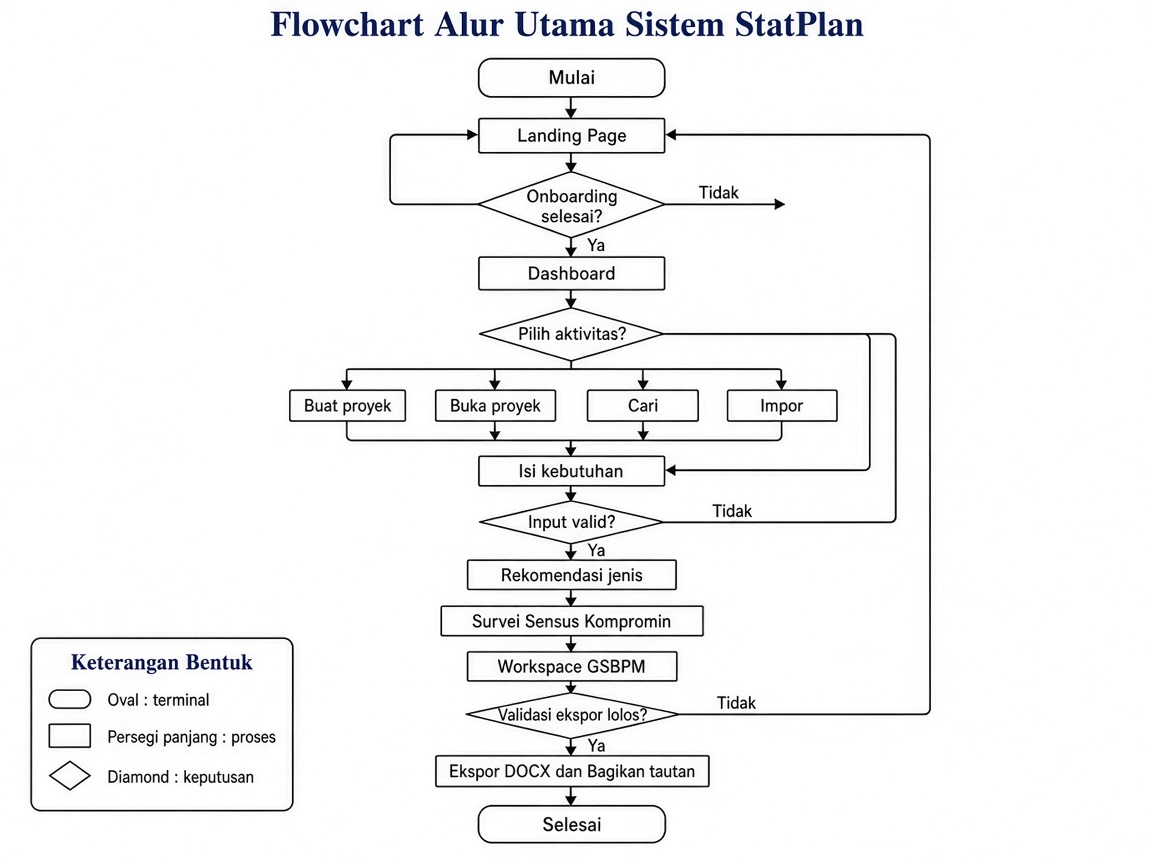 Flowchart Alur Utama Sistem StatPlan
Mulai
Landing Page
Onboarding
selesai?
Tidak
Ya
Dashboard
Pilih aktivitas?
Buat proyek
Buka proyek
Cari
Impor
Isi kebutuhan
Input valid?
Tidak
Ya
Rekomendasi jenis
Survei Sensus Kompromin
Workspace GSBPM
Validasi ekspor lolos?
Tidak
Ya
Ekspor DOCX dan Bagikan tautan
Selesai
Keterangan Bentuk
Oval : terminal
Persegi panjang : proses
Diamond : keputusan